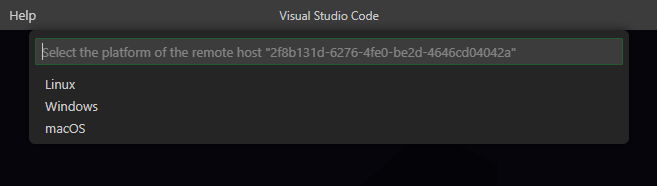 Help
Visual Studio Code
Select the platform of the remote host "2f8b131d-6276-4fe0-be2d-4646cd04042a"
Linux
Windows
macOS